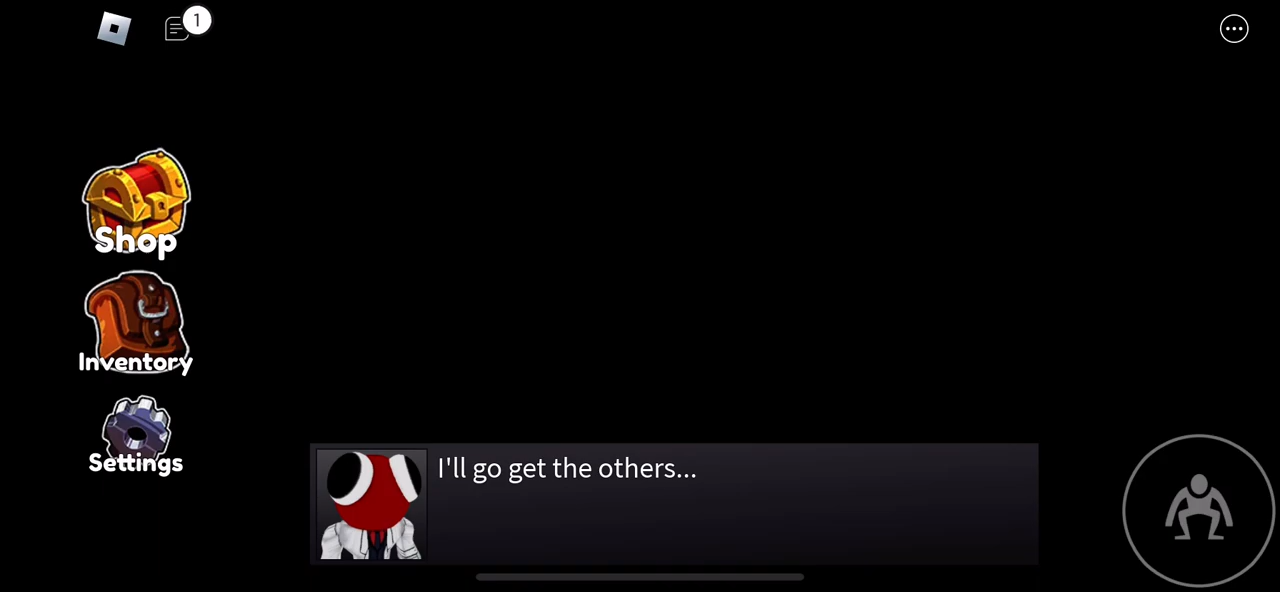 1
Shop
Inventory
Settings
I'll go get the others...